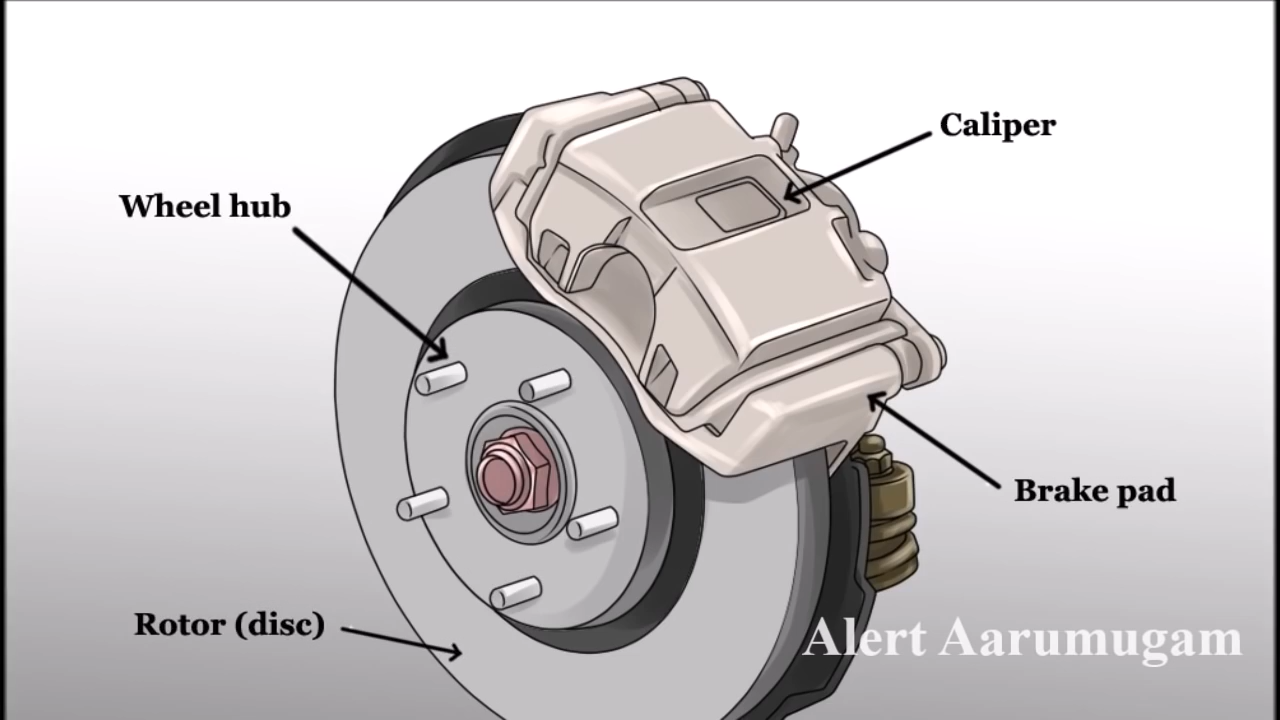 Caliper
Wheel hub
Brake pad
Rotor (disc)
Alert Aarumugam